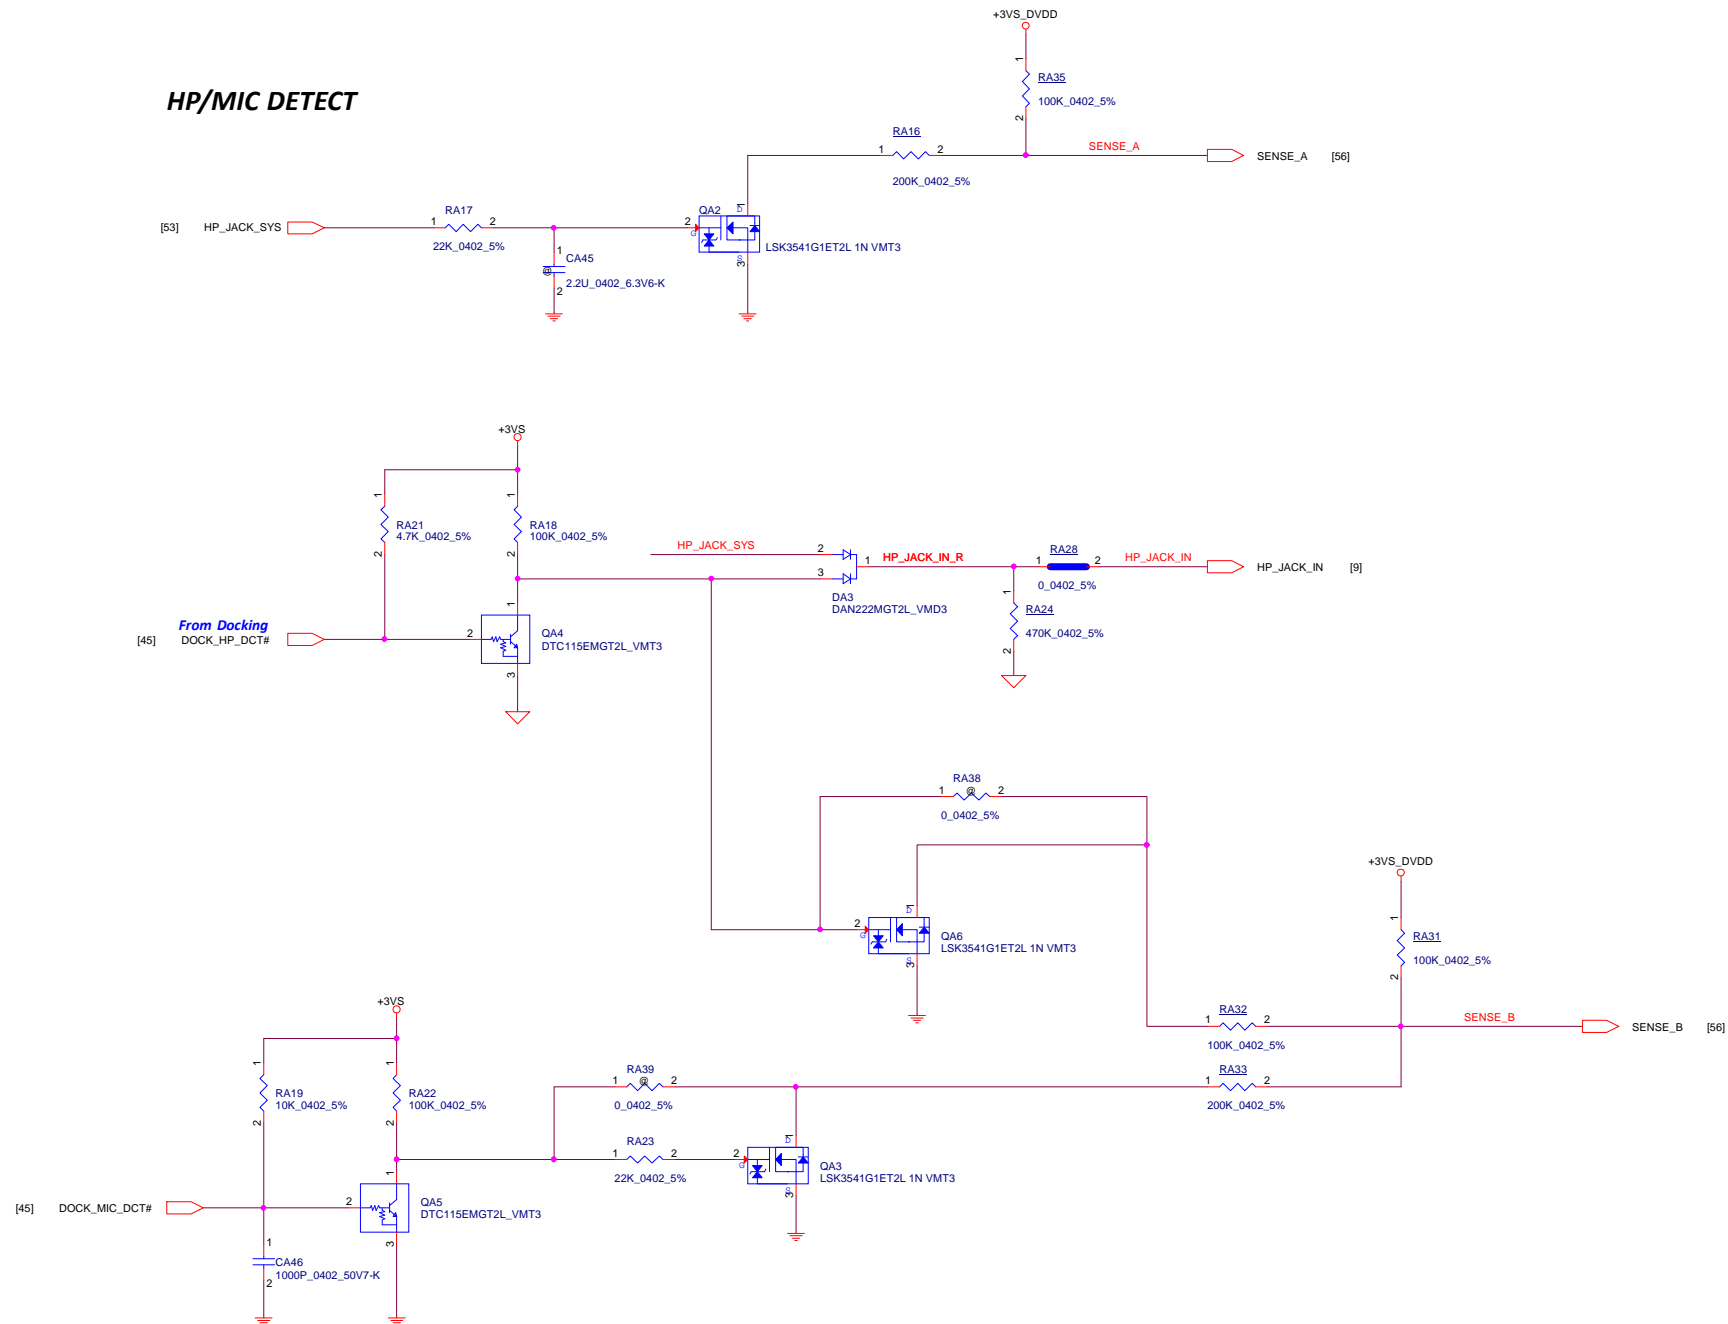 HP/MIC DETECT
+3VS_DVDD
1
RA35
100K_0402_5%
2
RA16
1 2
200K_0402_5%
SENSE_A
SENSE_A [56]
[53] HP_JACK_SYS
1 RA17 2
22K_0402_5%
1
CA45
@
2.2U_0402_6.3V6-K
2
QA2
2
G
D
1
S
3
LSK3541G1ET2L 1N VMT3
+3VS
1
RA21
4.7K_0402_5%
2
1
RA18
100K_0402_5%
2
HP_JACK_SYS
2
3
1
HP_JACK_IN_R
DA3
DAN222MGT2L_VMD3
RA28
1 2
0_0402_5%
HP_JACK_IN
HP_JACK_IN [9]
1
RA24
470K_0402_5%
2
From Docking
[45] DOCK_HP_DCT#
2
1
QA4
DTC115EMGT2L_VMT3
3
RA38
1 @ 2
0_0402_5%
2
G
D
1
S
3
QA6
LSK3541G1ET2L 1N VMT3
+3VS_DVDD
1
RA31
100K_0402_5%
2
RA32
1 2
100K_0402_5%
SENSE_B
SENSE_B [56]
RA33
1 2
200K_0402_5%
+3VS
1
RA19
10K_0402_5%
2
1
RA22
100K_0402_5%
2
RA39
1 @ 2
0_0402_5%
RA23
1 2
22K_0402_5%
2
G
D
1
S
3
QA3
LSK3541G1ET2L 1N VMT3
[45] DOCK_MIC_DCT#
2
1
QA5
DTC115EMGT2L_VMT3
3
1
CA46
1000P_0402_50V7-K
2